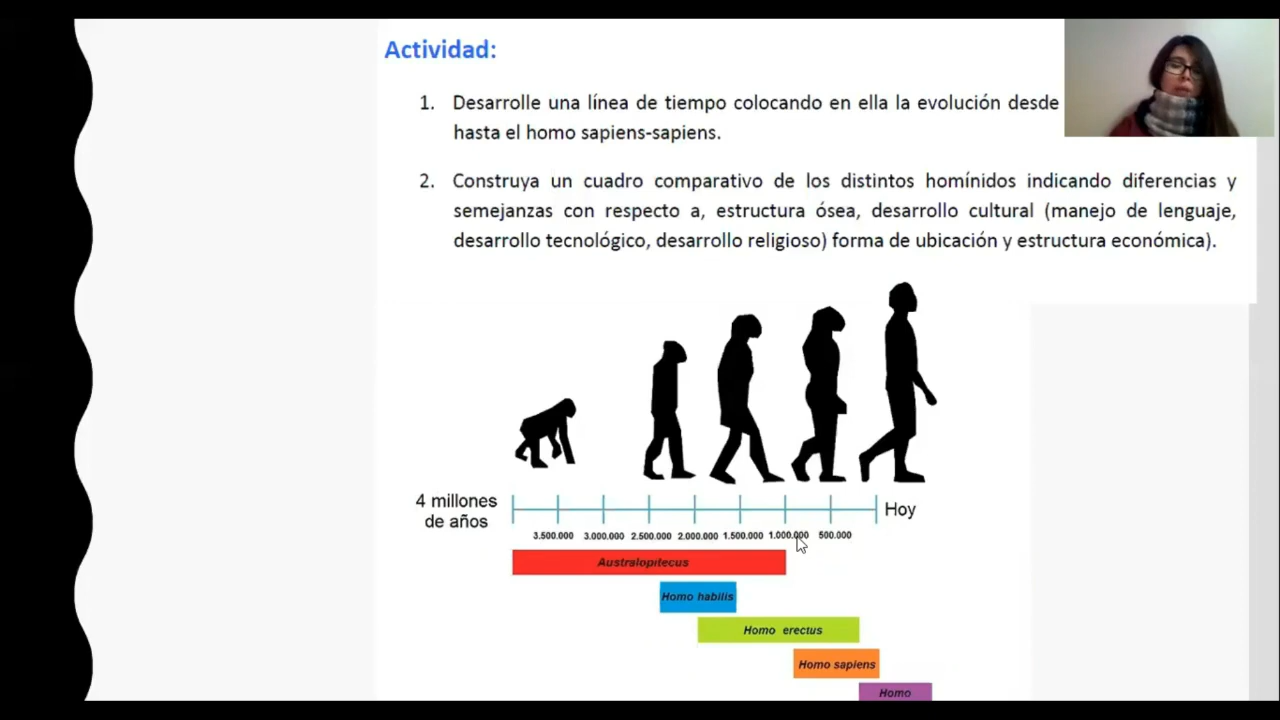 Actividad:
1. Desarrolle una línea de tiempo colocando en ella la evolución desde
hasta el homo sapiens-sapiens.
2. Construya un cuadro comparativo de los distintos homínidos indicando diferencias y
semejanzas con respecto a, estructura ósea, desarrollo cultural (manejo de lenguaje,
desarrollo tecnológico, desarrollo religioso) forma de ubicación y estructura económica).
4 millones
de años
Hoy
3.500.000 3.000.000 2.500.000 2.000.000 1.500.000 1.000.000 500.000
Australopitecus
Homo habilis
Homo erectus
Homo sapiens
Homo